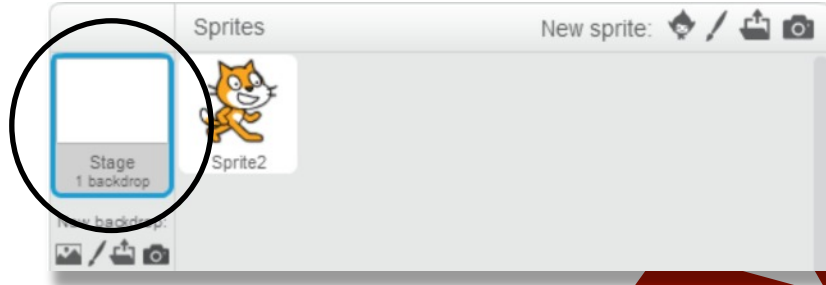 Sprites
New sprite:
Stage
1 backdrop
Sprite2
New backdrop: